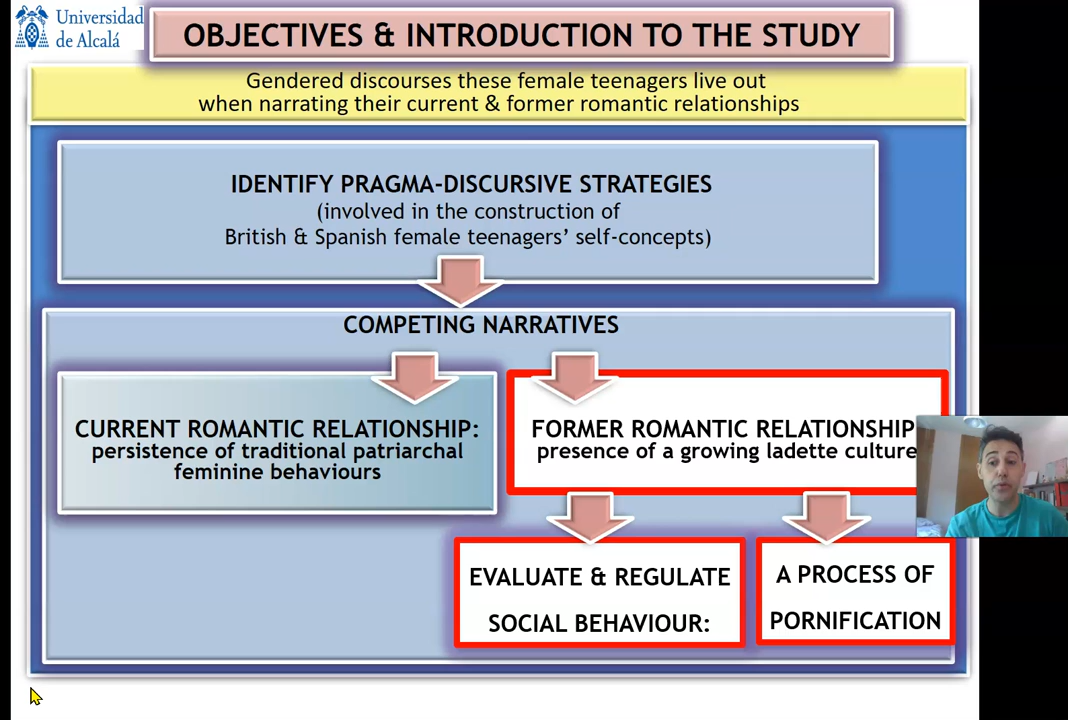 Universidad
de Alcalá
OBJECTIVES & INTRODUCTION TO THE STUDY
Gendered discourses these female teenagers live out
when narrating their current & former romantic relationships
IDENTIFY PRAGMA-DISCURSIVE STRATEGIES
(involved in the construction of
British & Spanish female teenagers’ self-concepts)
COMPETING NARRATIVES
CURRENT ROMANTIC RELATIONSHIP:
persistence of traditional patriarchal
feminine behaviours
FORMER ROMANTIC RELATIONSHIP
presence of a growing ladette culture
EVALUATE & REGULATE
SOCIAL BEHAVIOUR:
A PROCESS OF
PORNIFICATION